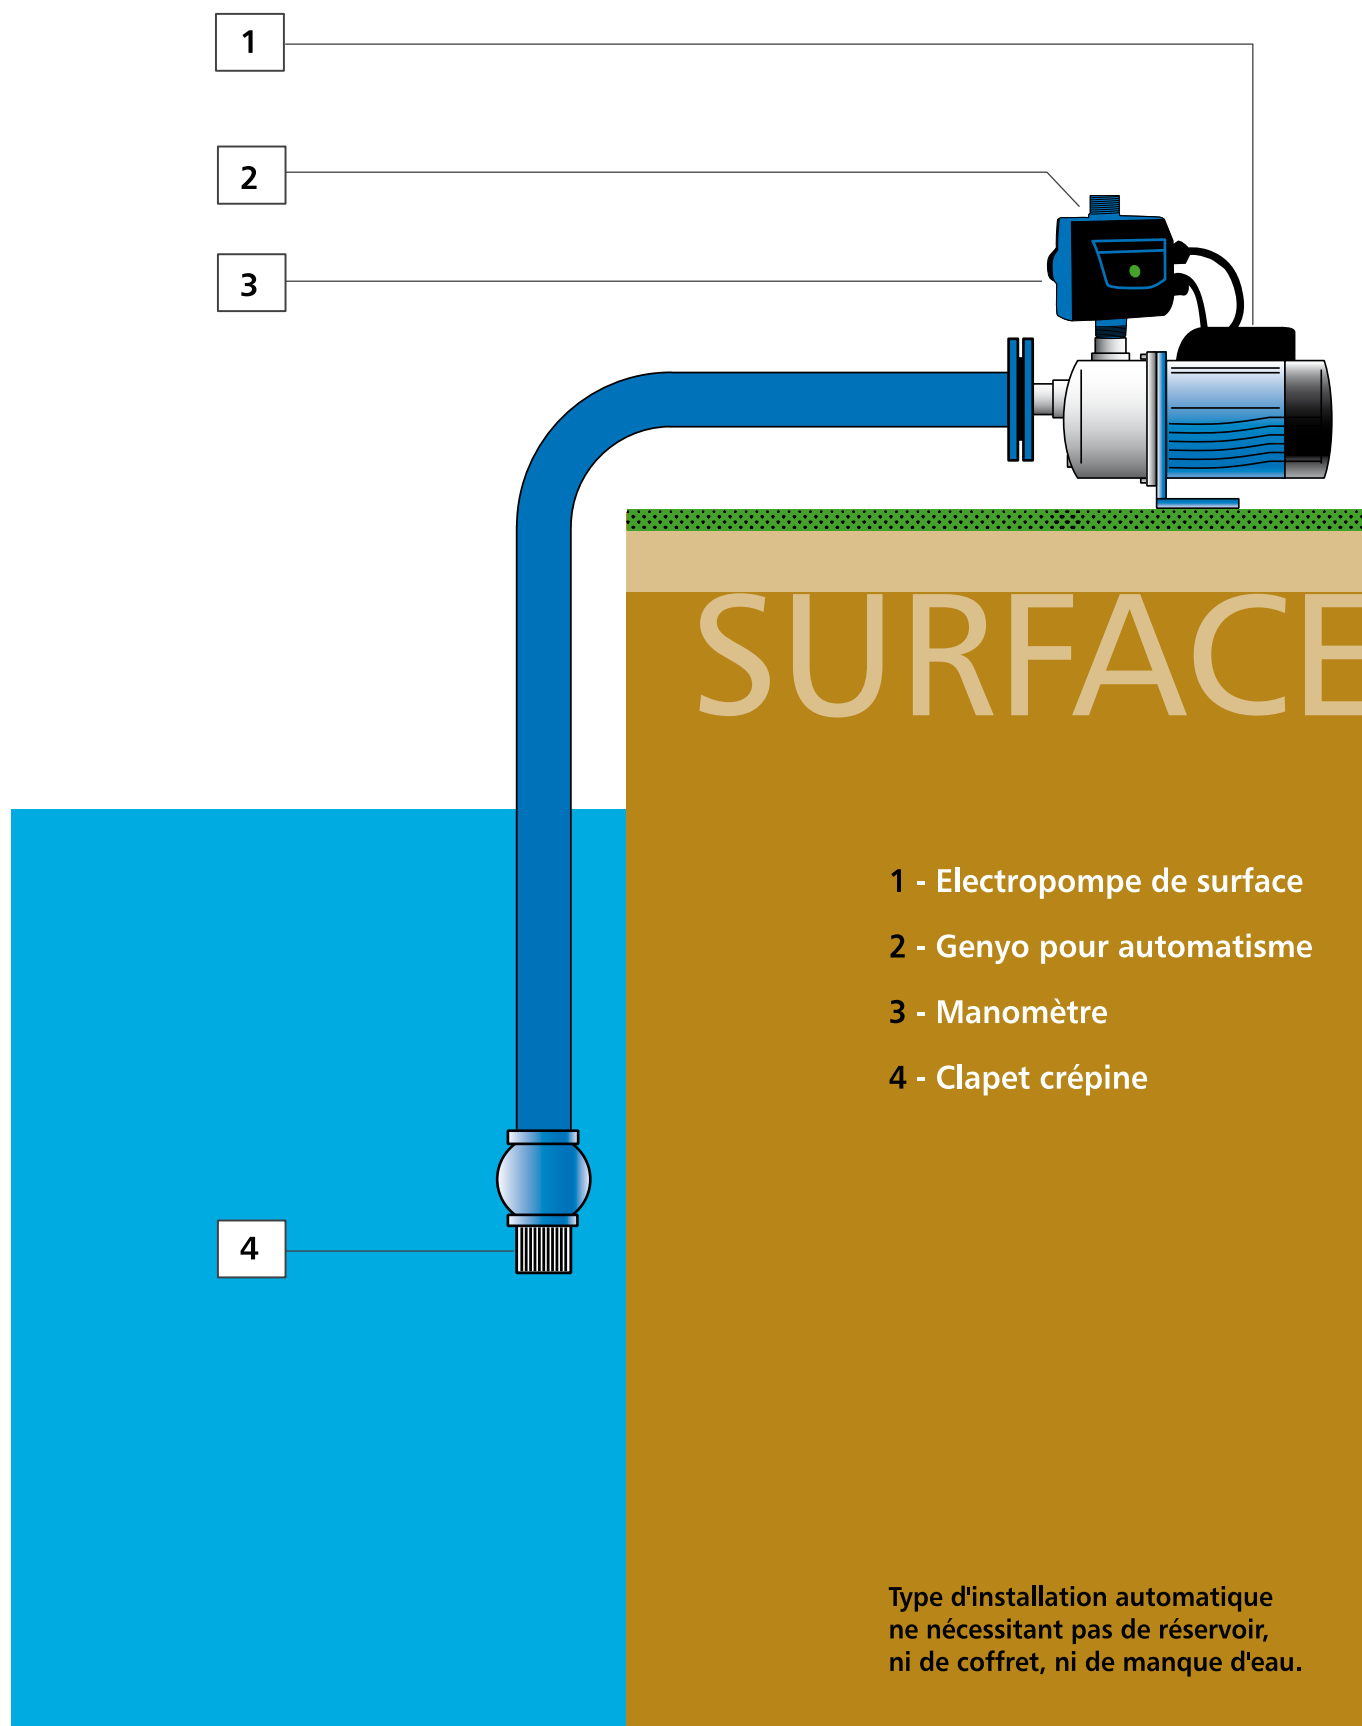 1
2
3
SURFACE
1 - Electropompe de surface
2 - Genyo pour automatisme
3 - Manomètre
4 - Clapet crépine
4
Type d'installation automatique
ne nécessitant pas de réservoir,
ni de coffret, ni de manque d'eau.